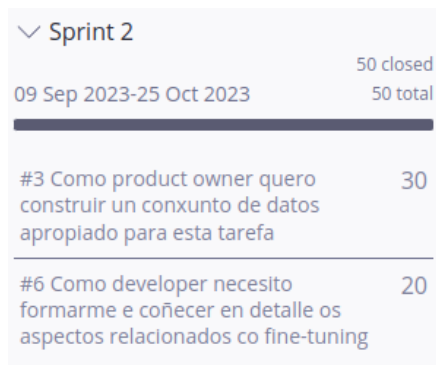 Sprint 2
50 closed
09 Sep 2023-25 Oct 2023
50 total
#3 Como product owner quero
30
construir un conxunto de datos
apropiado para esta tarefa
#6 Como developer necesito
20
formarme e coñecer en detalle os
aspectos relacionados co fine-tuning